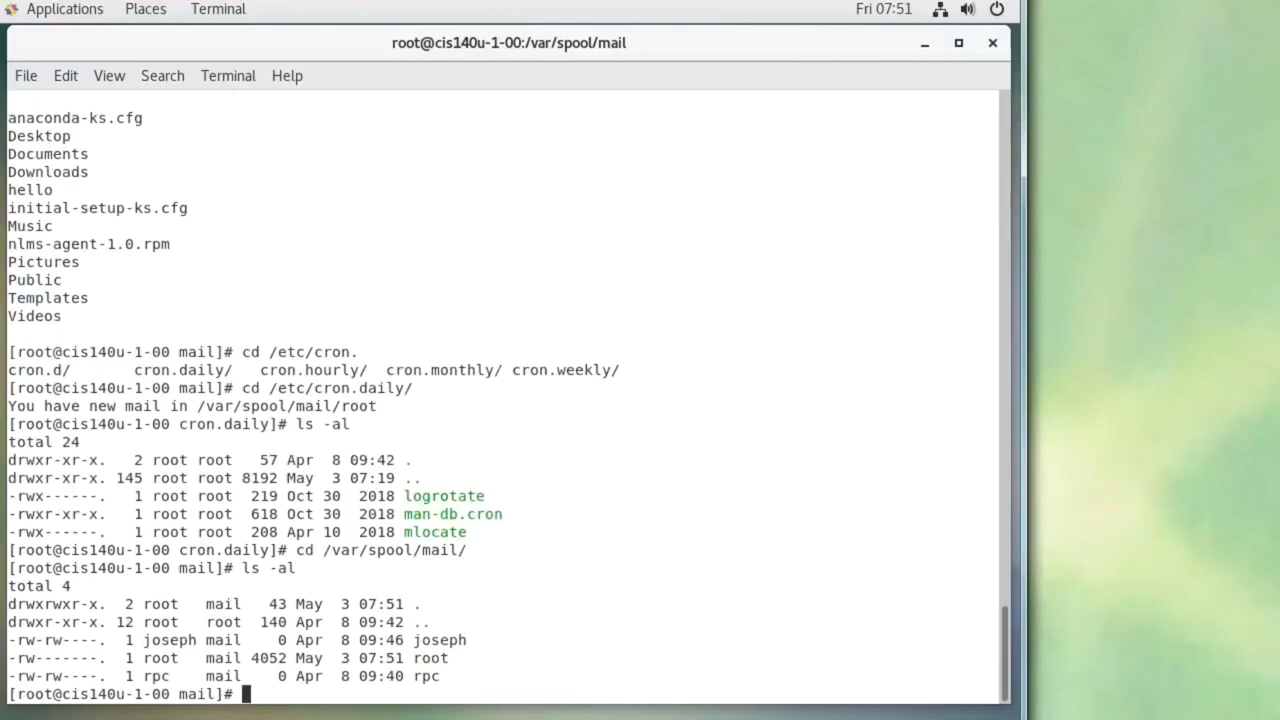 Applications Places Terminal Fri 07:51
root@cis140u-1-00:/var/spool/mail
File Edit View Search Terminal Help
anaconda-ks.cfg
Desktop
Documents
Downloads
hello
initial-setup-ks.cfg
Music
nlms-agent-1.0.rpm
Pictures
Public
Templates
Videos
[root@cis140u-1-00 mail]# cd /etc/cron.
cron.d/ cron.daily/ cron.hourly/ cron.monthly/ cron.weekly/
[root@cis140u-1-00 mail]# cd /etc/cron.daily/
You have new mail in /var/spool/mail/root
[root@cis140u-1-00 cron.daily]# ls -al
total 24
drwxr-xr-x. 2 root root 57 Apr 8 09:42 .
drwxr-xr-x. 145 root root 8192 May 3 07:19 ..
-rwx------. 1 root root 219 Oct 30 2018 logrotate
-rwxr-xr-x. 1 root root 618 Oct 30 2018 man-db.cron
-rwx------. 1 root root 208 Apr 10 2018 mlocate
[root@cis140u-1-00 cron.daily]# cd /var/spool/mail/
[root@cis140u-1-00 mail]# ls -al
total 4
drwxrwxr-x. 2 root mail 43 May 3 07:51 .
drwxr-xr-x. 12 root root 140 Apr 8 09:42 ..
-rw-rw----. 1 joseph mail 0 Apr 8 09:46 joseph
-rw-rw----. 1 root mail 4052 May 3 07:51 root
-rw-rw----. 1 rpc mail 0 Apr 8 09:40 rpc
[root@cis140u-1-00 mail]#